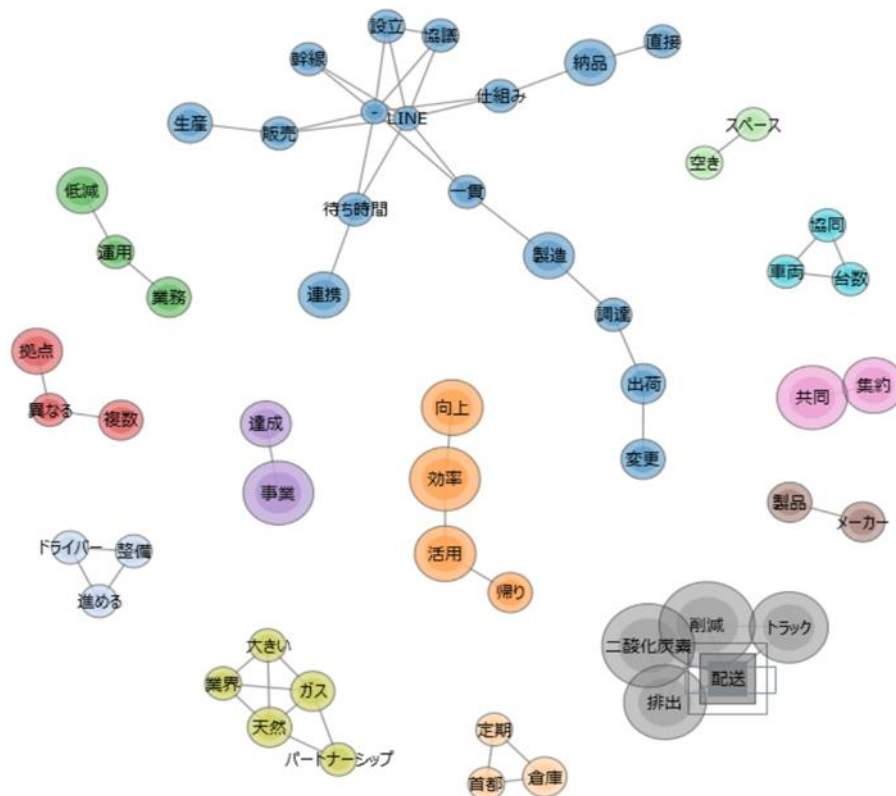 設立
協議
幹線
直接
納品
仕組み
生産
販売
-
LINE
スペース
空き
低減
運用
業務
待ち時間
一貫
連携
製造
調達
協同
車両
台数
拠点
異なる
複数
達成
事業
向上
効率
活用
帰り
出荷
変更
共同
集約
製品
メーカー
ドライバー
整備
進める
大きい
業界
ガス
天然
パートナーシップ
定期
首都
倉庫
二酸化炭素
削減
トラック
配送
排出